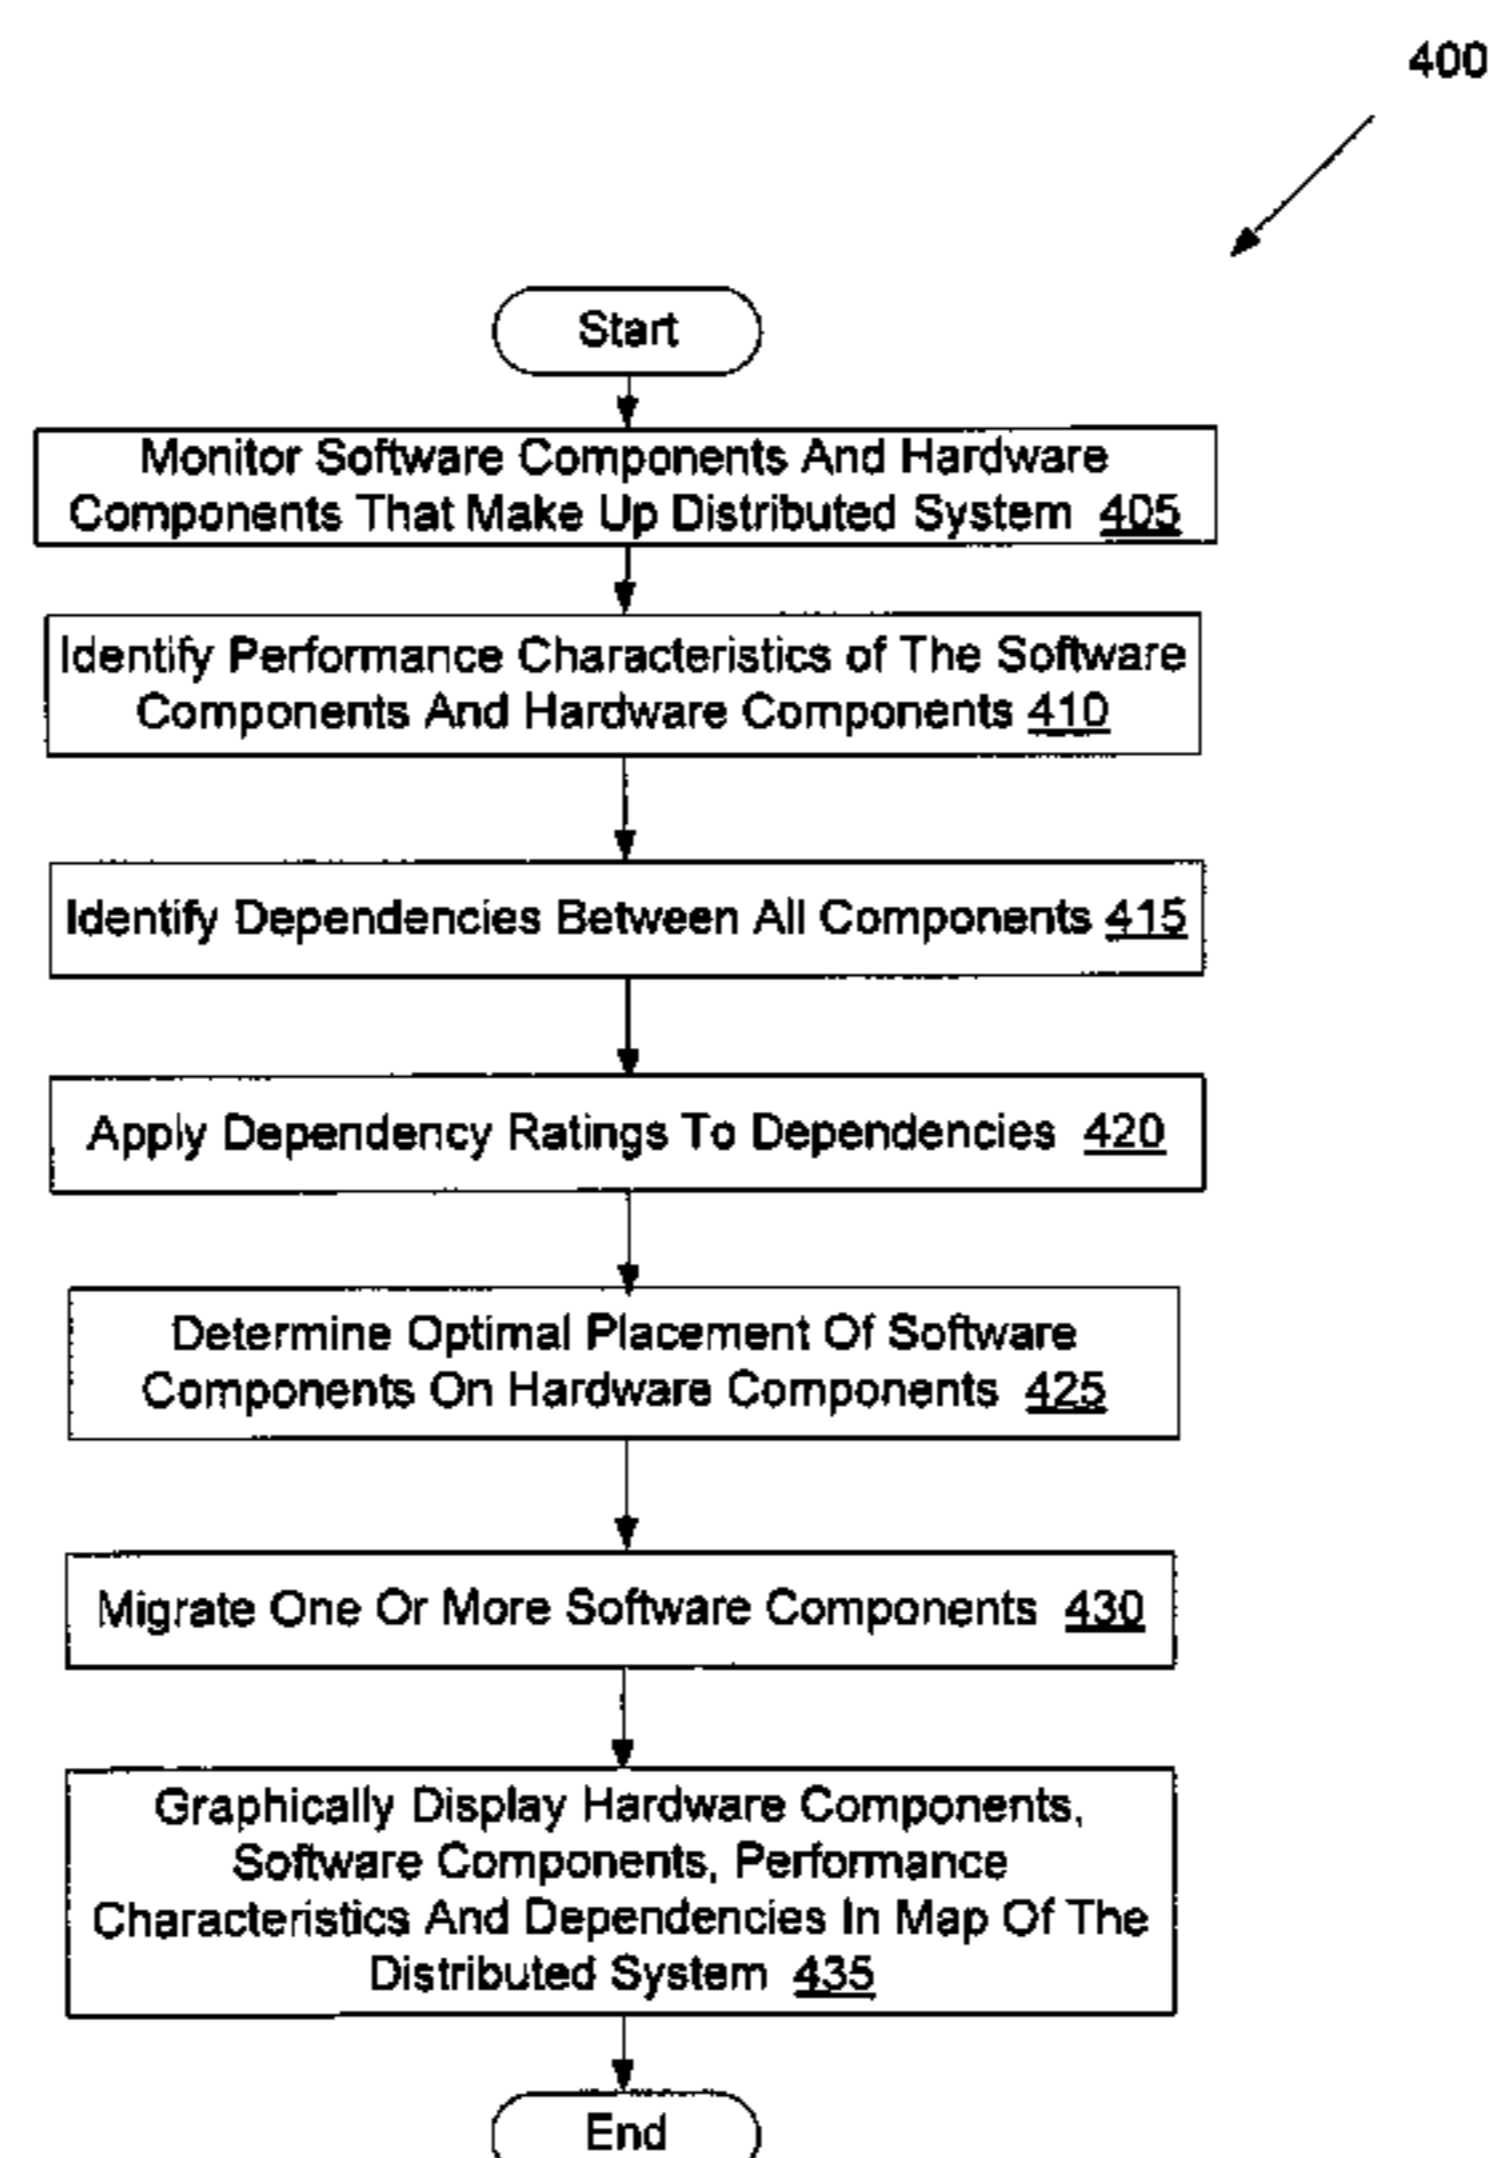 400
Start
Monitor Software Components And Hardware
Components That Make Up Distributed System 405
Identify Performance Characteristics of The Software
Components And Hardware Components 410
Identify Dependencies Between All Components 415
Apply Dependency Ratings To Dependencies 420
Determine Optimal Placement Of Software
Components On Hardware Components 425
Migrate One Or More Software Components 430
Graphically Display Hardware Components,
Software Components, Performance
Characteristics And Dependencies In Map Of The
Distributed System 435
End